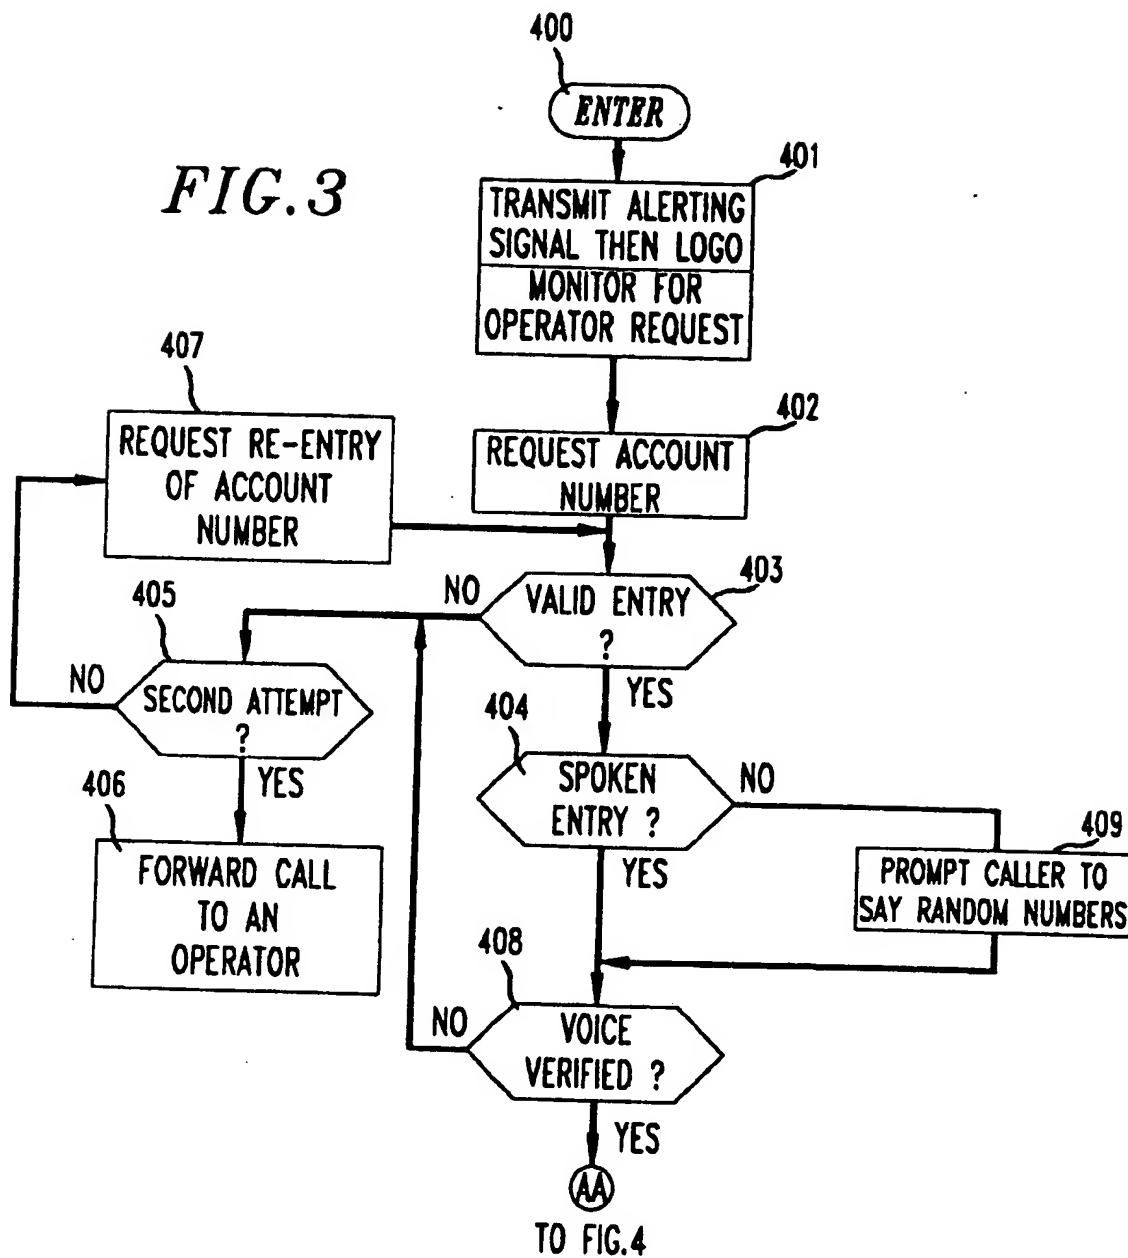 400
ENTER
FIG.3
401
TRANSMIT ALERTING
SIGNAL THEN LOGO
MONITOR FOR
OPERATOR REQUEST
407
REQUEST RE-ENTRY
OF ACCOUNT
NUMBER
402
REQUEST ACCOUNT
NUMBER
403
VALID ENTRY
?
NO
YES
405
SECOND ATTEMPT
?
NO
YES
406
FORWARD CALL
TO AN
OPERATOR
404
SPOKEN
ENTRY ?
NO
YES
409
PROMPT CALLER TO
SAY RANDOM NUMBERS
408
VOICE
VERIFIED ?
NO
YES
AA
TO FIG.4